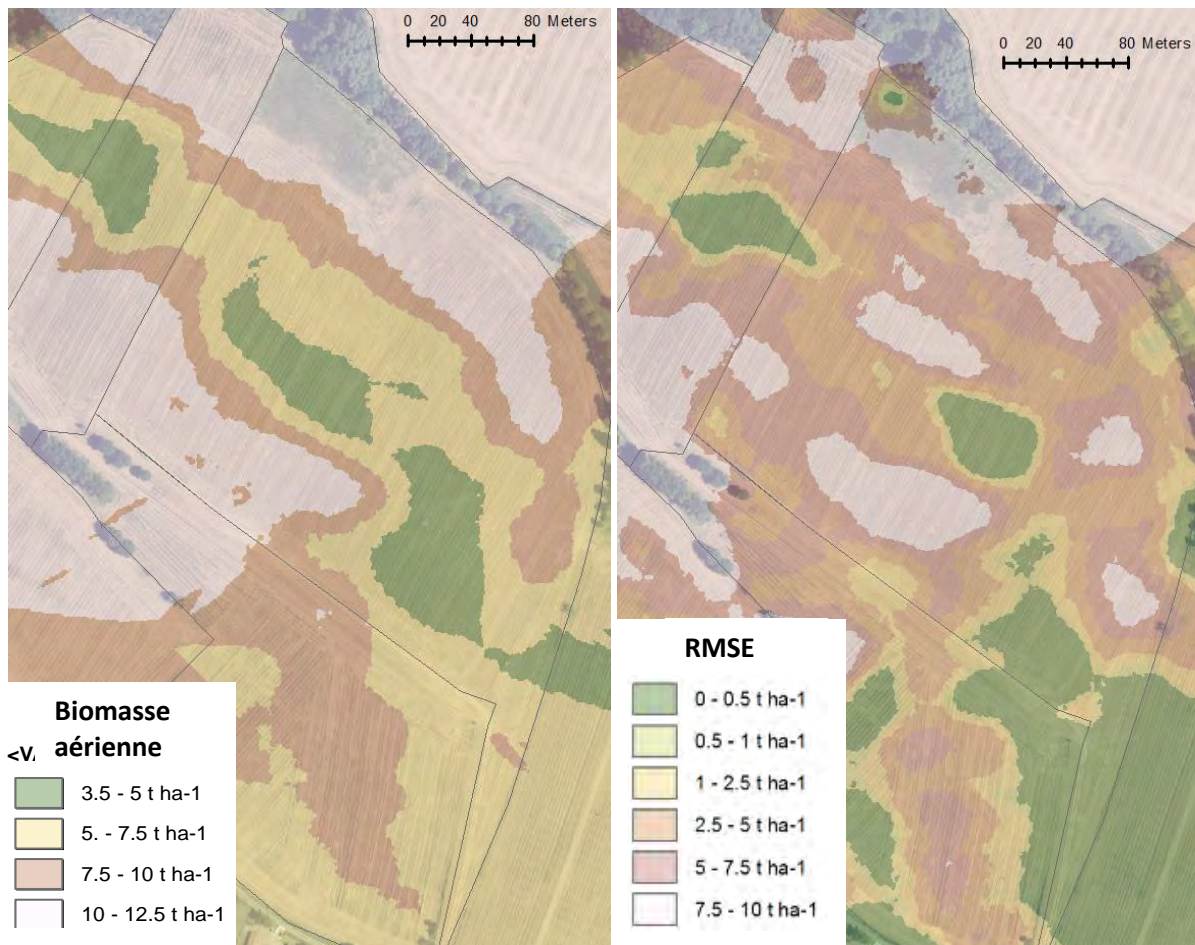 0 20 40 80 Meters
0 20 40 80 Meters
Biomasse
aérienne
<V
3.5 - 5 t ha-1
5. - 7.5 t ha-1
7.5 - 10 t ha-1
10 - 12.5 t ha-1
RMSE
0 - 0.5 t ha-1
0.5 - 1 t ha-1
1 - 2.5 t ha-1
2.5 - 5 t ha-1
5 - 7.5 t ha-1
7.5 - 10 t ha-1